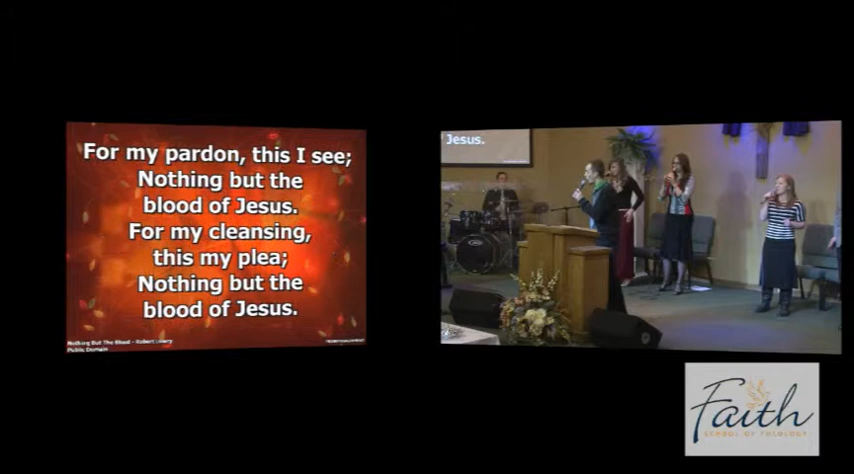 For my pardon, this I see;
Nothing but the
blood of Jesus.
For my cleansing,
this my plea;
Nothing but the
blood of Jesus.
Nothing But The Blood - Robert Lowry
Public Domain
Jesus.
Faith
SCHOOL OF THEOLOGY